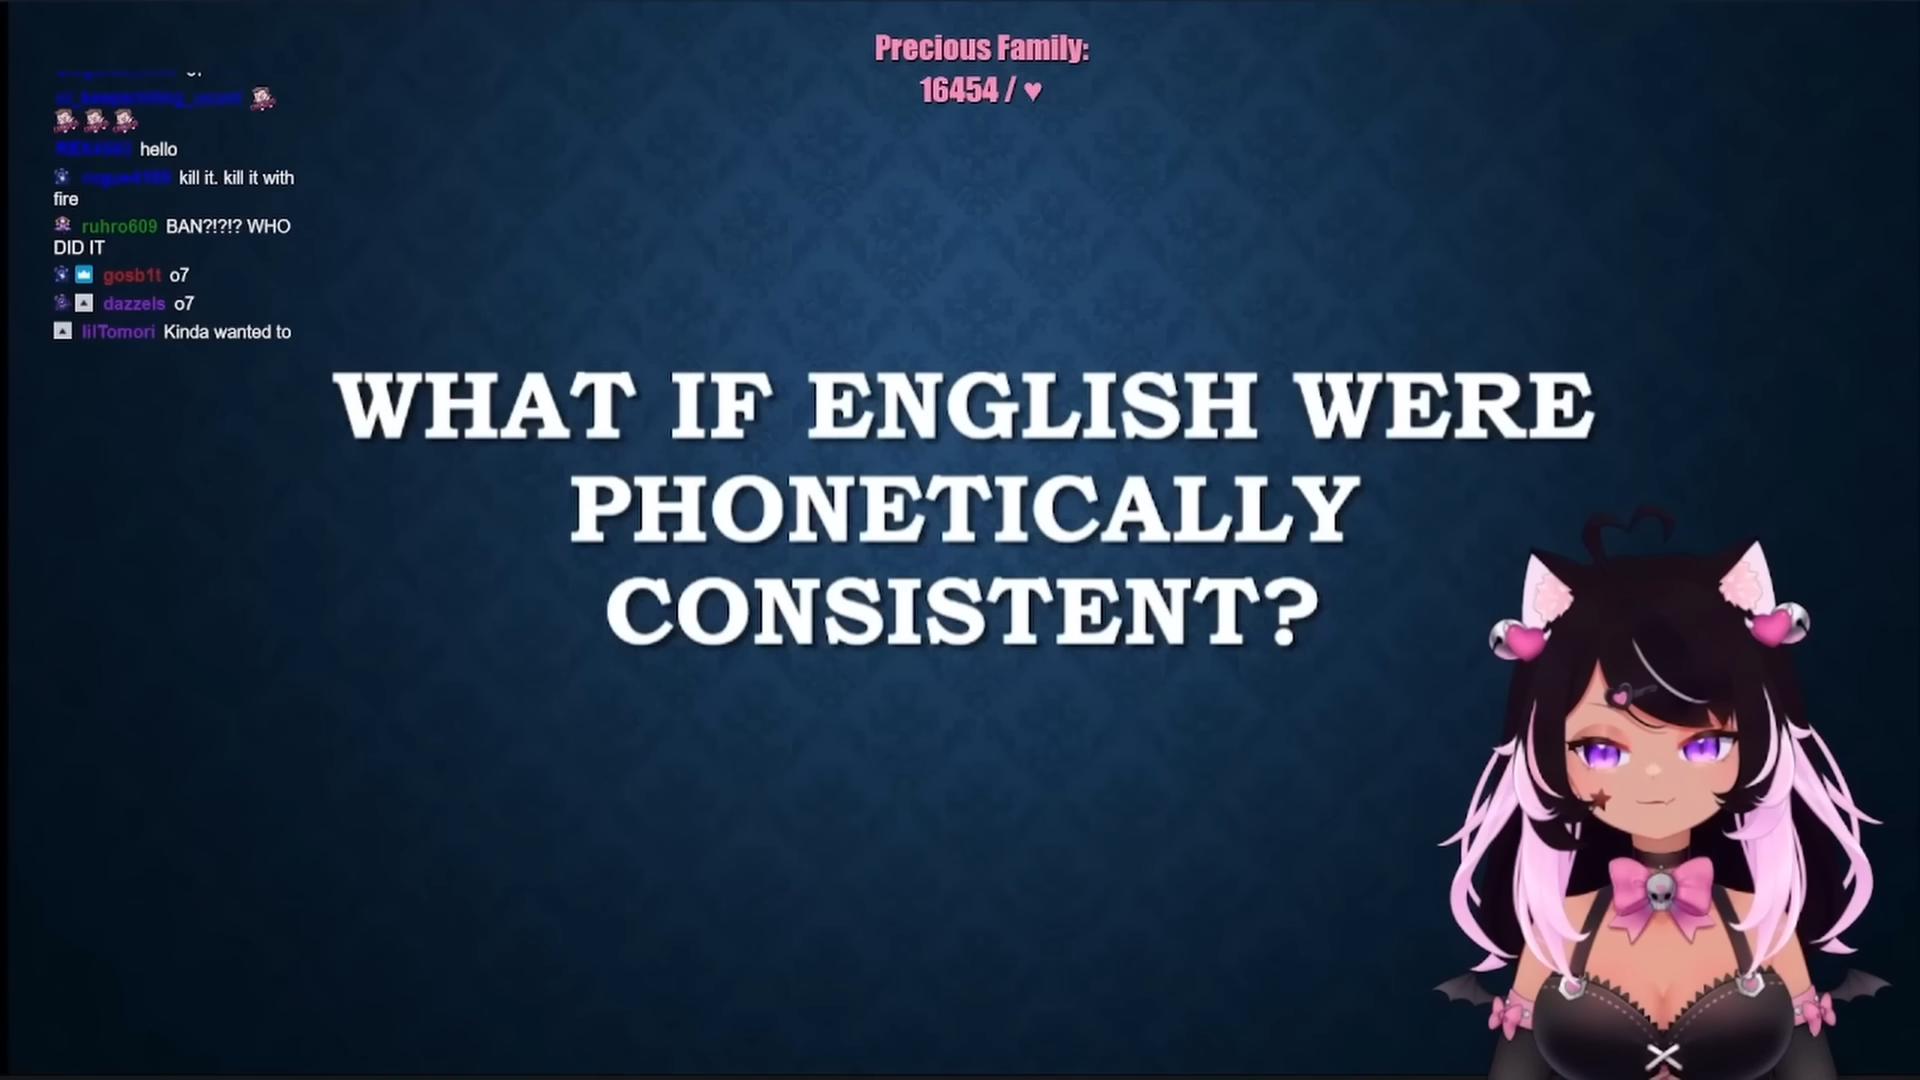 Precious Family:
16454 / ♥
hello
kill it. kill it with
fire
ruhro609 BAN?!?!? WHO
DID IT
gosb1t o7
dazzels o7
lilTomori Kinda wanted to
WHAT IF ENGLISH WERE
PHONETICALLY
CONSISTENT?